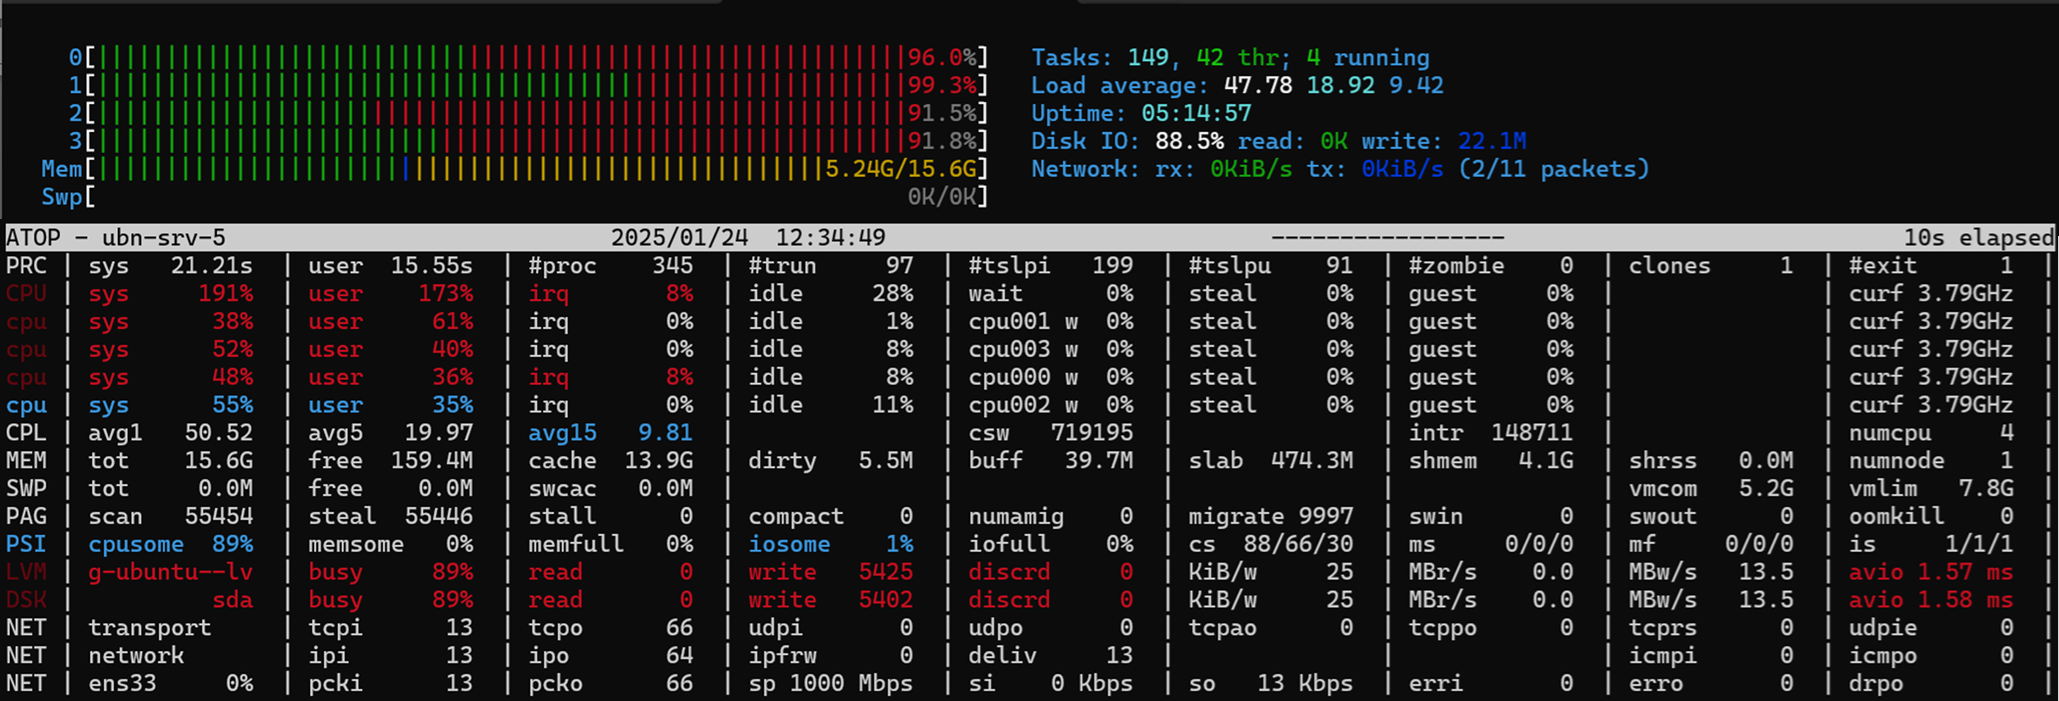 0[ 96.0%] Tasks: 149, 42 thr; 4 running
1[ 99.3%] Load average: 47.78 18.92 9.42
2[ 91.5%] Uptime: 05:14:57
3[ 91.8%] Disk IO: 88.5% read: 0K write: 22.1M
Mem[ 5.24G/15.6G] Network: rx: 0KiB/s tx: 0KiB/s (2/11 packets)
Swp[ 0K/0K]
ATOP - ubn-srv-5 2025/01/24 12:34:49 ----------------- 10s elapsed
PRC | sys 21.21s | user 15.55s | #proc 345 | #trun 97 | #tslpi 199 | #tslpu 91 | #zombie 0 | clones 1 | #exit 1 |
CPU | sys 191% | user 173% | irq 8% | idle 28% | wait 0% | steal 0% | guest 0% | | curf 3.79GHz |
cpu | sys 38% | user 61% | irq 0% | idle 1% | cpu001 w 0% | steal 0% | guest 0% | | curf 3.79GHz |
cpu | sys 52% | user 40% | irq 0% | idle 8% | cpu003 w 0% | steal 0% | guest 0% | | curf 3.79GHz |
cpu | sys 48% | user 36% | irq 8% | idle 8% | cpu000 w 0% | steal 0% | guest 0% | | curf 3.79GHz |
cpu | sys 55% | user 35% | irq 0% | idle 11% | cpu002 w 0% | steal 0% | guest 0% | | curf 3.79GHz |
CPL | avg1 50.52 | avg5 19.97 | avg15 9.81 | | csw 719195 | | intr 148711 | | numcpu 4 |
MEM | tot 15.6G | free 159.4M | cache 13.9G | dirty 5.5M | buff 39.7M | slab 474.3M | shmem 4.1G | shrss 0.0M | numnode 1 |
SWP | tot 0.0M | free 0.0M | swcac 0.0M | | | | | vmcom 5.2G | vmlim 7.8G |
PAG | scan 55454 | steal 55446 | stall 0 | compact 0 | numamig 0 | migrate 9997 | swin 0 | swout 0 | oomkill 0 |
PSI | cpusome 89% | memsome 0% | memfull 0% | iosome 1% | iofull 0% | cs 88/66/30 | ms 0/0/0 | mf 0/0/0 | is 1/1/1 |
LVM | g-ubuntu--lv | busy 89% | read 0 | write 5425 | discrd 0 | KiB/w 25 | MBr/s 0.0 | MBw/s 13.5 | avio 1.57 ms |
DSK | sda | busy 89% | read 0 | write 5402 | discrd 0 | KiB/w 25 | MBr/s 0.0 | MBw/s 13.5 | avio 1.58 ms |
NET | transport | tcpi 13 | tcpo 66 | udpi 0 | udpo 0 | tcpao 0 | tcppo 0 | tcprs 0 | udpie 0 |
NET | network | ipi 13 | ipo 64 | ipfrw 0 | deliv 13 | | | icmpi 0 | icmpo 0 |
NET | ens33 0% | pcki 13 | pcko 66 | sp 1000 Mbps | si 0 Kbps | so 13 Kbps | erri 0 | erro 0 | drpo 0 |